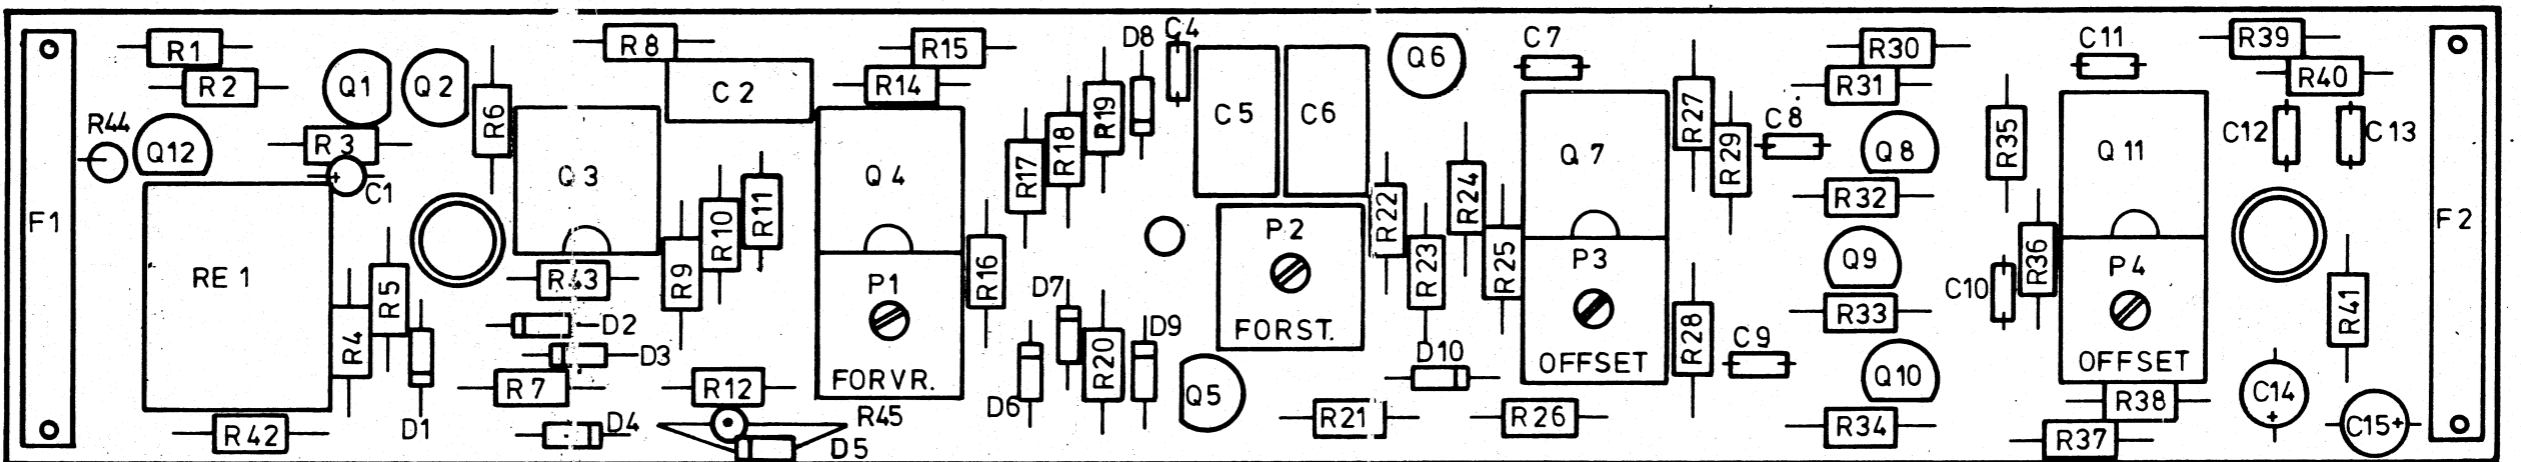 F1
R44
R1
R2
Q12
RE 1
R42
Q1
R3
C1
R4
R5
D1
Q2
R6
Q3
R43
D2
D3
R7
D4
R8
C2
R9
R10
R11
R12
D5
R45
R15
R14
Q4
P1
FORVR.
R16
R17
R18
R19
D8
C4
D7
D6
R20
D9
C5
C6
P2
FORST.
Q5
R21
Q6
R22
R23
R24
R25
D10
R26
C7
Q7
P3
OFFSET
R27
R29
C8
R28
C9
R30
R31
Q8
R32
Q9
R33
Q10
R34
R35
C10
R36
C11
Q11
P4
OFFSET
R38
R37
R39
R40
C12
C13
R41
C14
+
C15+
F2